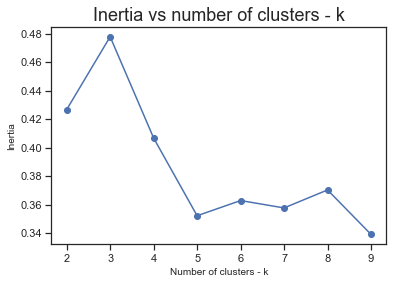 Inertia vs number of clusters - k
0.48
0.46
0.44
0.42
0.40
0.38
0.36
0.34
Inertia
2 3 4 5 6 7 8 9
Number of clusters - k